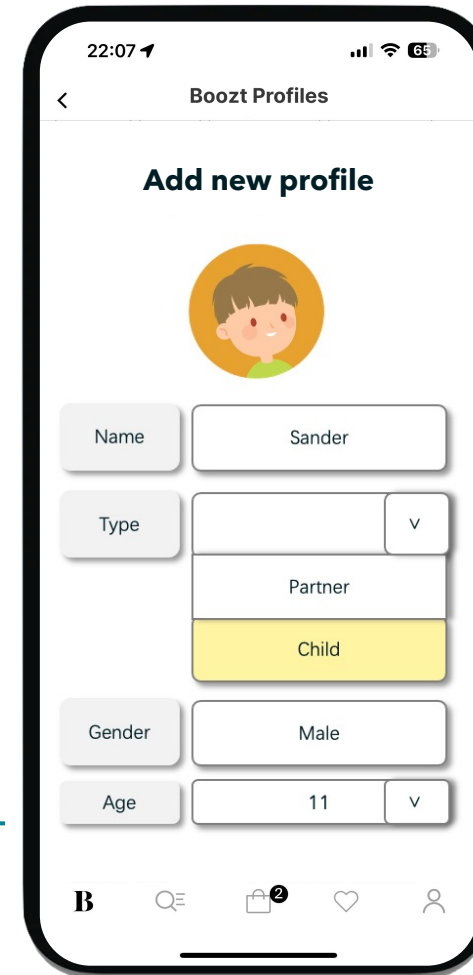 22:07
65
Boozt Profiles
Add new profile
Name Sander
Type V
Partner
Child
Gender Male
Age 11 V
B 2